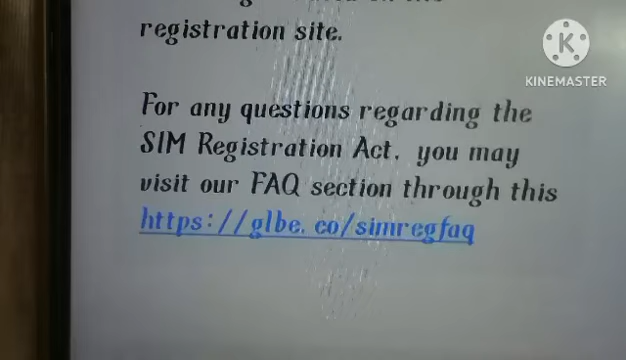 registration site.
For any questions regarding the
SIM Registration Act. you may
visit our FAQ section through this
https://glbe.co/simregfaq
K
KINEMASTER